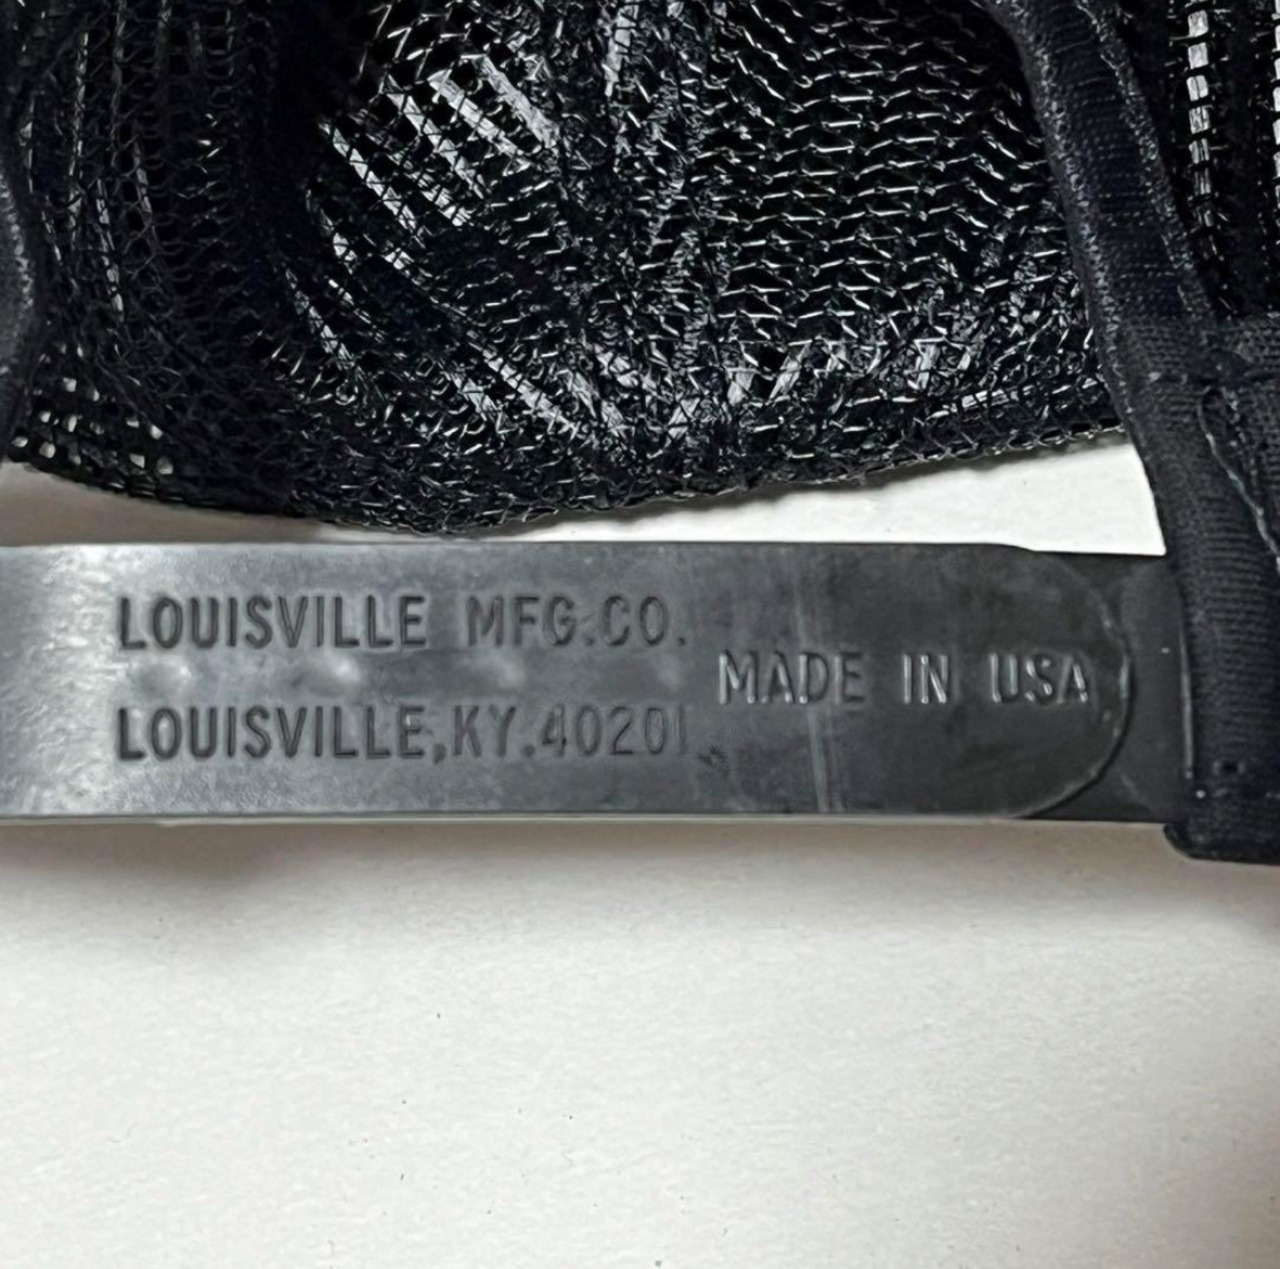 LOUISVILLE MFG.CO.
LOUISVILLE,KY.40201
MADE IN USA